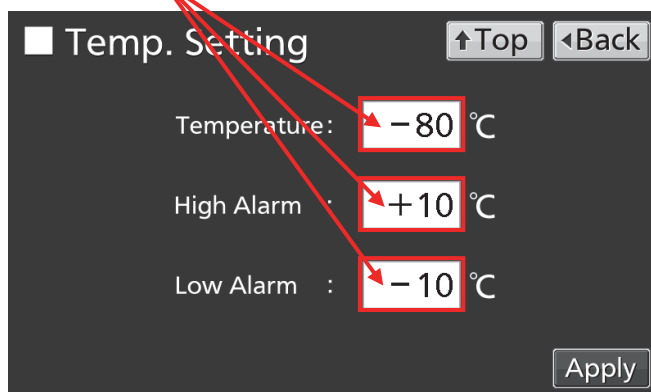 ■ Temp. Setting ↑Top ◂Back
Temperature: −80 ℃
High Alarm : +10 ℃
Low Alarm : −10 ℃
Apply